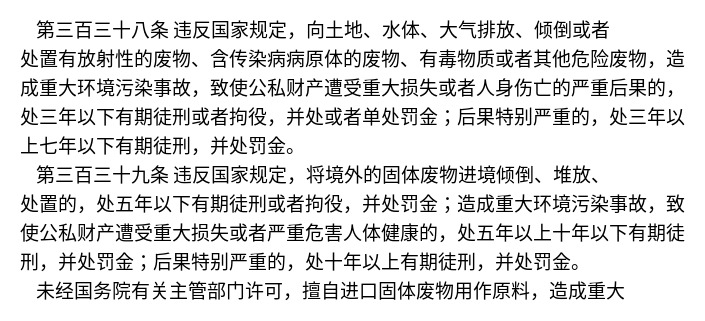 第三百三十八条 违反国家规定，向土地、水体、大气排放、倾倒或者
处置有放射性的废物、含传染病病原体的废物、有毒物质或者其他危险废物，造
成重大环境污染事故，致使公私财产遭受重大损失或者人身伤亡的严重后果的，
处三年以下有期徒刑或者拘役，并处或者单处罚金；后果特别严重的，处三年以
上七年以下有期徒刑，并处罚金。
第三百三十九条 违反国家规定，将境外的固体废物进境倾倒、堆放、
处置的，处五年以下有期徒刑或者拘役，并处罚金；造成重大环境污染事故，致
使公私财产遭受重大损失或者严重危害人体健康的，处五年以上十年以下有期徒
刑，并处罚金；后果特别严重的，处十年以上有期徒刑，并处罚金。
未经国务院有关主管部门许可，擅自进口固体废物用作原料，造成重大